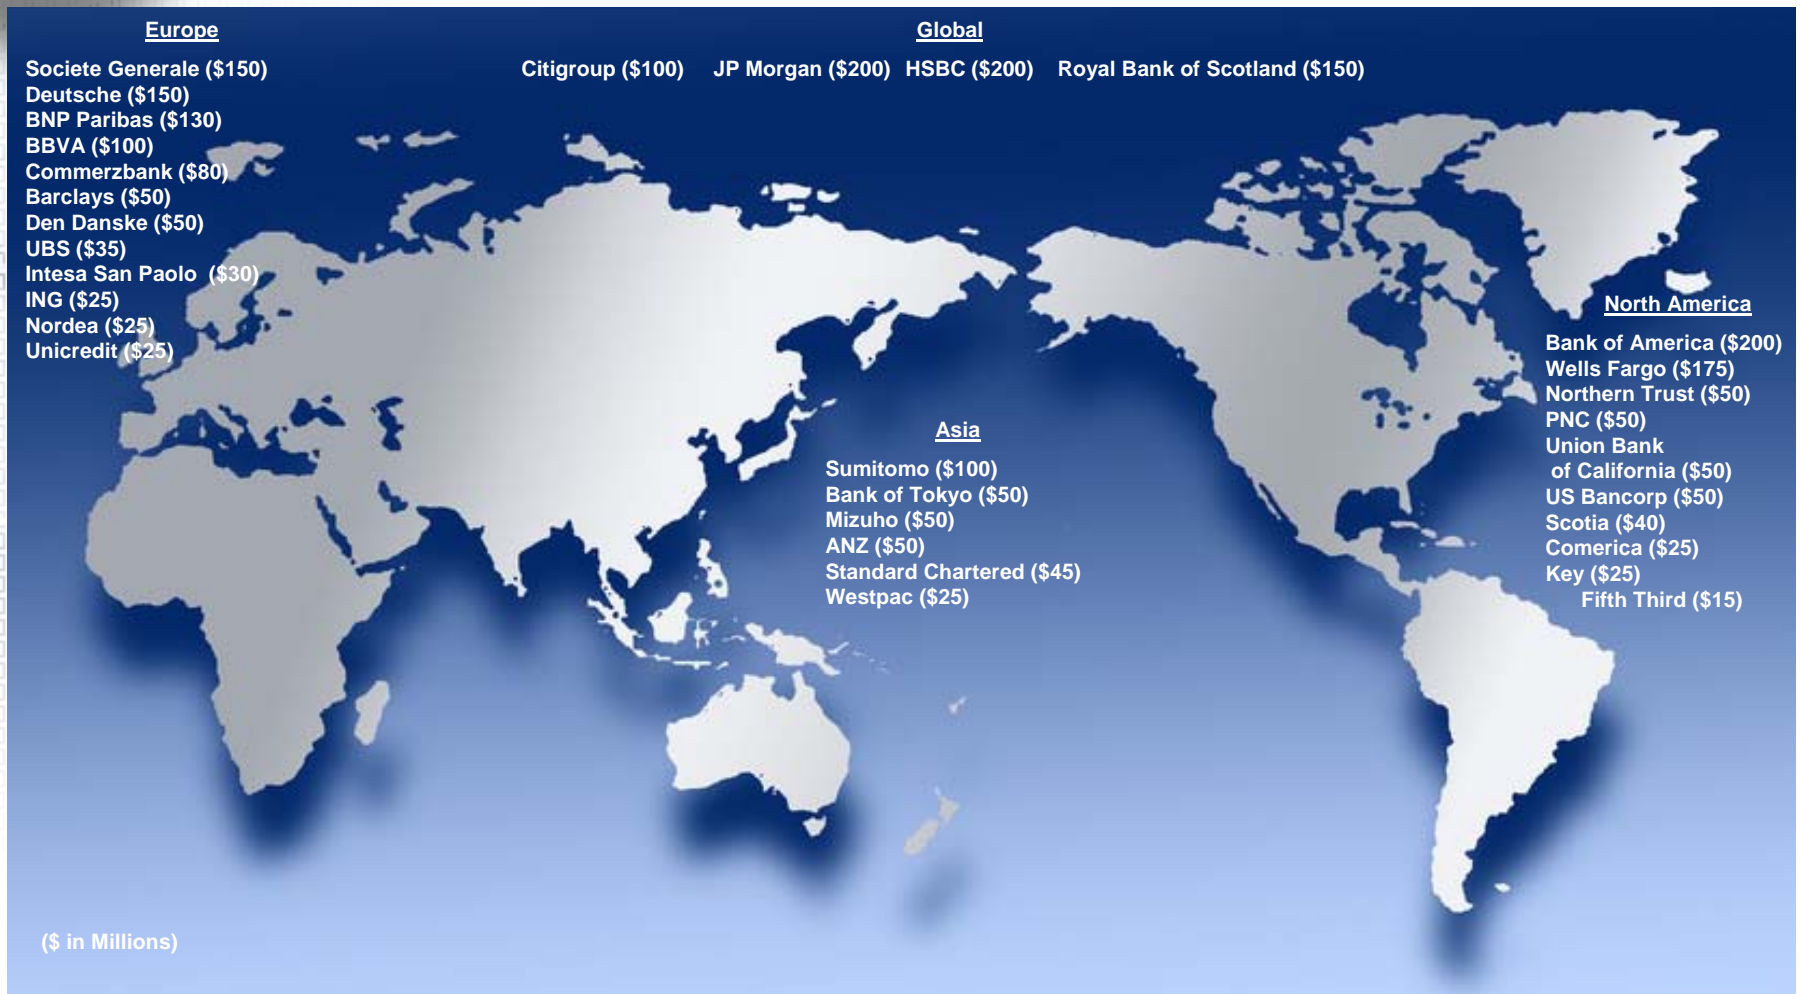 Europe
Societe Generale ($150)
Deutsche ($150)
BNP Paribas ($130)
BBVA ($100)
Commerzbank ($80)
Barclays ($50)
Den Danske ($50)
UBS ($35)
Intesa San Paolo  ($30)
ING ($25)
Nordea ($25)
Unicredit ($25)
Global
Citigroup ($100)    JP Morgan ($200)  HSBC ($200)    Royal Bank of Scotland ($150)
Asia
Sumitomo ($100)
Bank of Tokyo ($50)
Mizuho ($50)
ANZ ($50)
Standard Chartered ($45)
Westpac ($25)
North America
Bank of America ($200)
Wells Fargo ($175)
Northern Trust ($50)
PNC ($50)
Union Bank
of California ($50)
US Bancorp ($50)
Scotia ($40)
Comerica ($25)
Key ($25)
Fifth Third ($15)
($ in Millions)